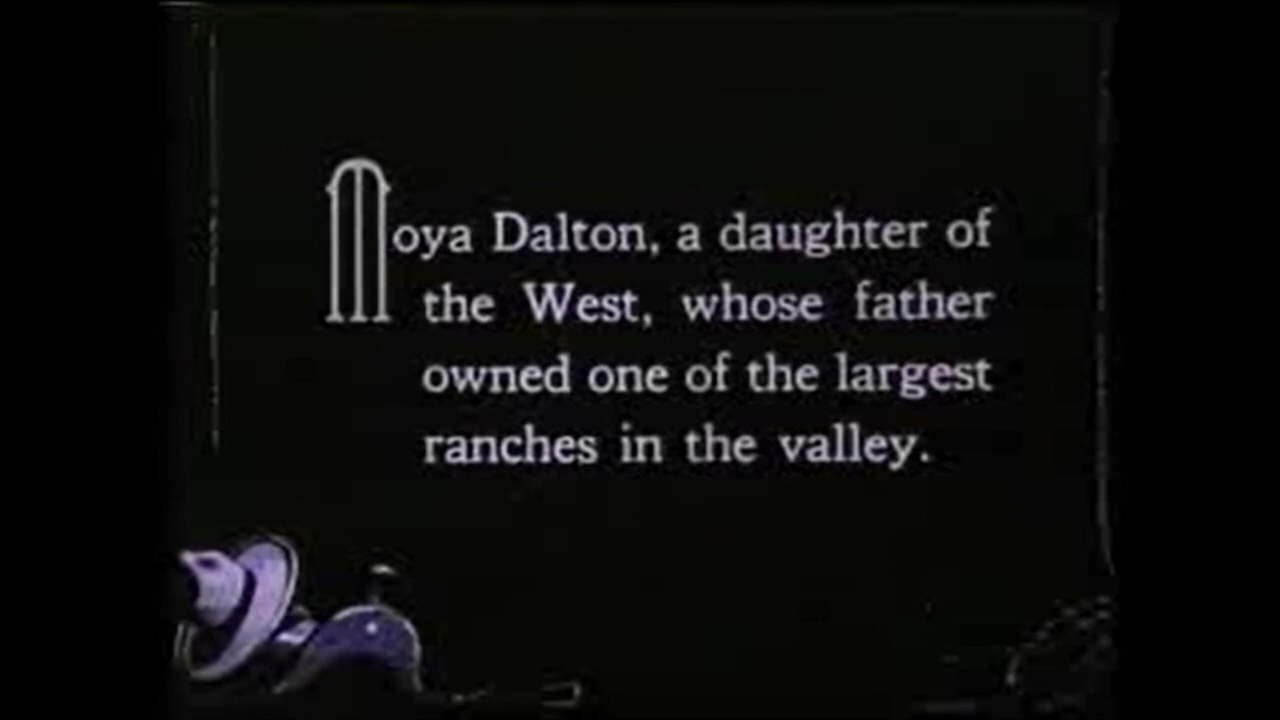 Moya Dalton, a daughter of
the West, whose father
owned one of the largest
ranches in the valley.